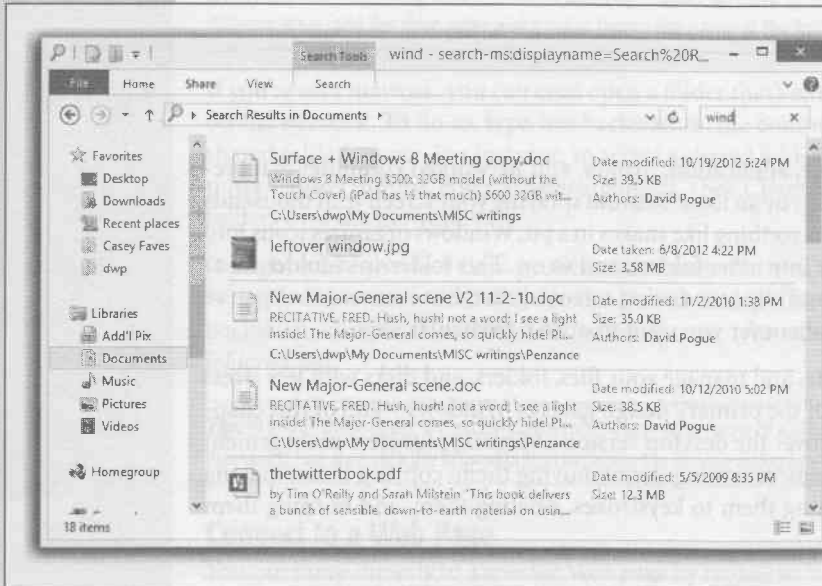 Search Tools wind - search-ms:displayname=Search%20R...
File Home Share View Search
Search Results in Documents wind
Favorites
Desktop
Downloads
Recent places
Casey Faves
dwp
Libraries
Add'l Pix
Documents
Music
Pictures
Videos
Homegroup
18 items
Surface + Windows 8 Meeting copy.doc Date modified: 10/19/2012 5:24 PM
Windows 8 Meeting $500: 32GB model (without the Size: 39.5 KB
Touch Cover) (iPad has ½ that much) $600 32GB wit... Authors: David Pogue
C:\Users\dwp\My Documents\MISC writings
leftover window.jpg Date taken: 6/8/2012 4:22 PM
Size: 3.58 MB
New Major-General scene V2 11-2-10.doc Date modified: 11/2/2010 1:38 PM
RECITATIVE, FRED. Hush, hush! not a word; I see a light Size: 35.0 KB
inside! The Major-General comes, so quickly hide! Pl... Authors: David Pogue
C:\Users\dwp\My Documents\MISC writings\Penzance
New Major-General scene.doc Date modified: 10/12/2010 5:02 PM
RECITATIVE, FRED. Hush, hush! not a word; I see a light Size: 38.5 KB
inside! The Major-General comes, so quickly hide! Pl... Authors: David Pogue
C:\Users\dwp\My Documents\MISC writings\Penzance
thetwitterbook.pdf Date modified: 5/5/2009 8:35 PM
by Tim O'Reilly and Sarah Milstein "This book delivers Size: 12.3 MB
a bunch of sensible, down-to-earth material on usin...